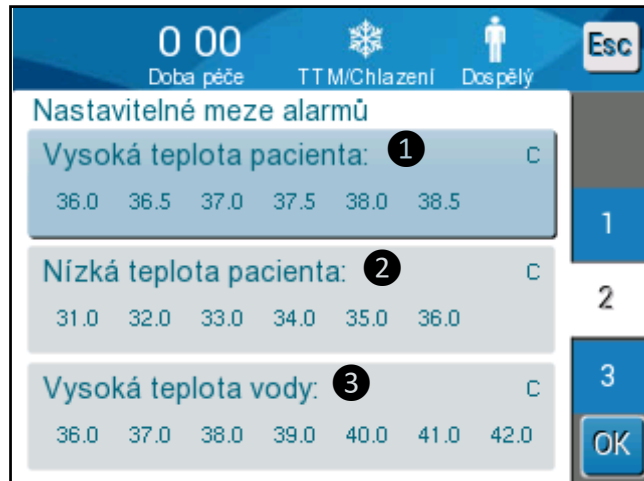 0 00
Doba péče
TTM/Chlazení
Dospělý
Esc
Nastavitelné meze alarmů
Vysoká teplota pacienta: 1 C
36.0 36.5 37.0 37.5 38.0 38.5
Nízká teplota pacienta: 2 C
31.0 32.0 33.0 34.0 35.0 36.0
Vysoká teplota vody: 3 C
36.0 37.0 38.0 39.0 40.0 41.0 42.0
1
2
3
OK